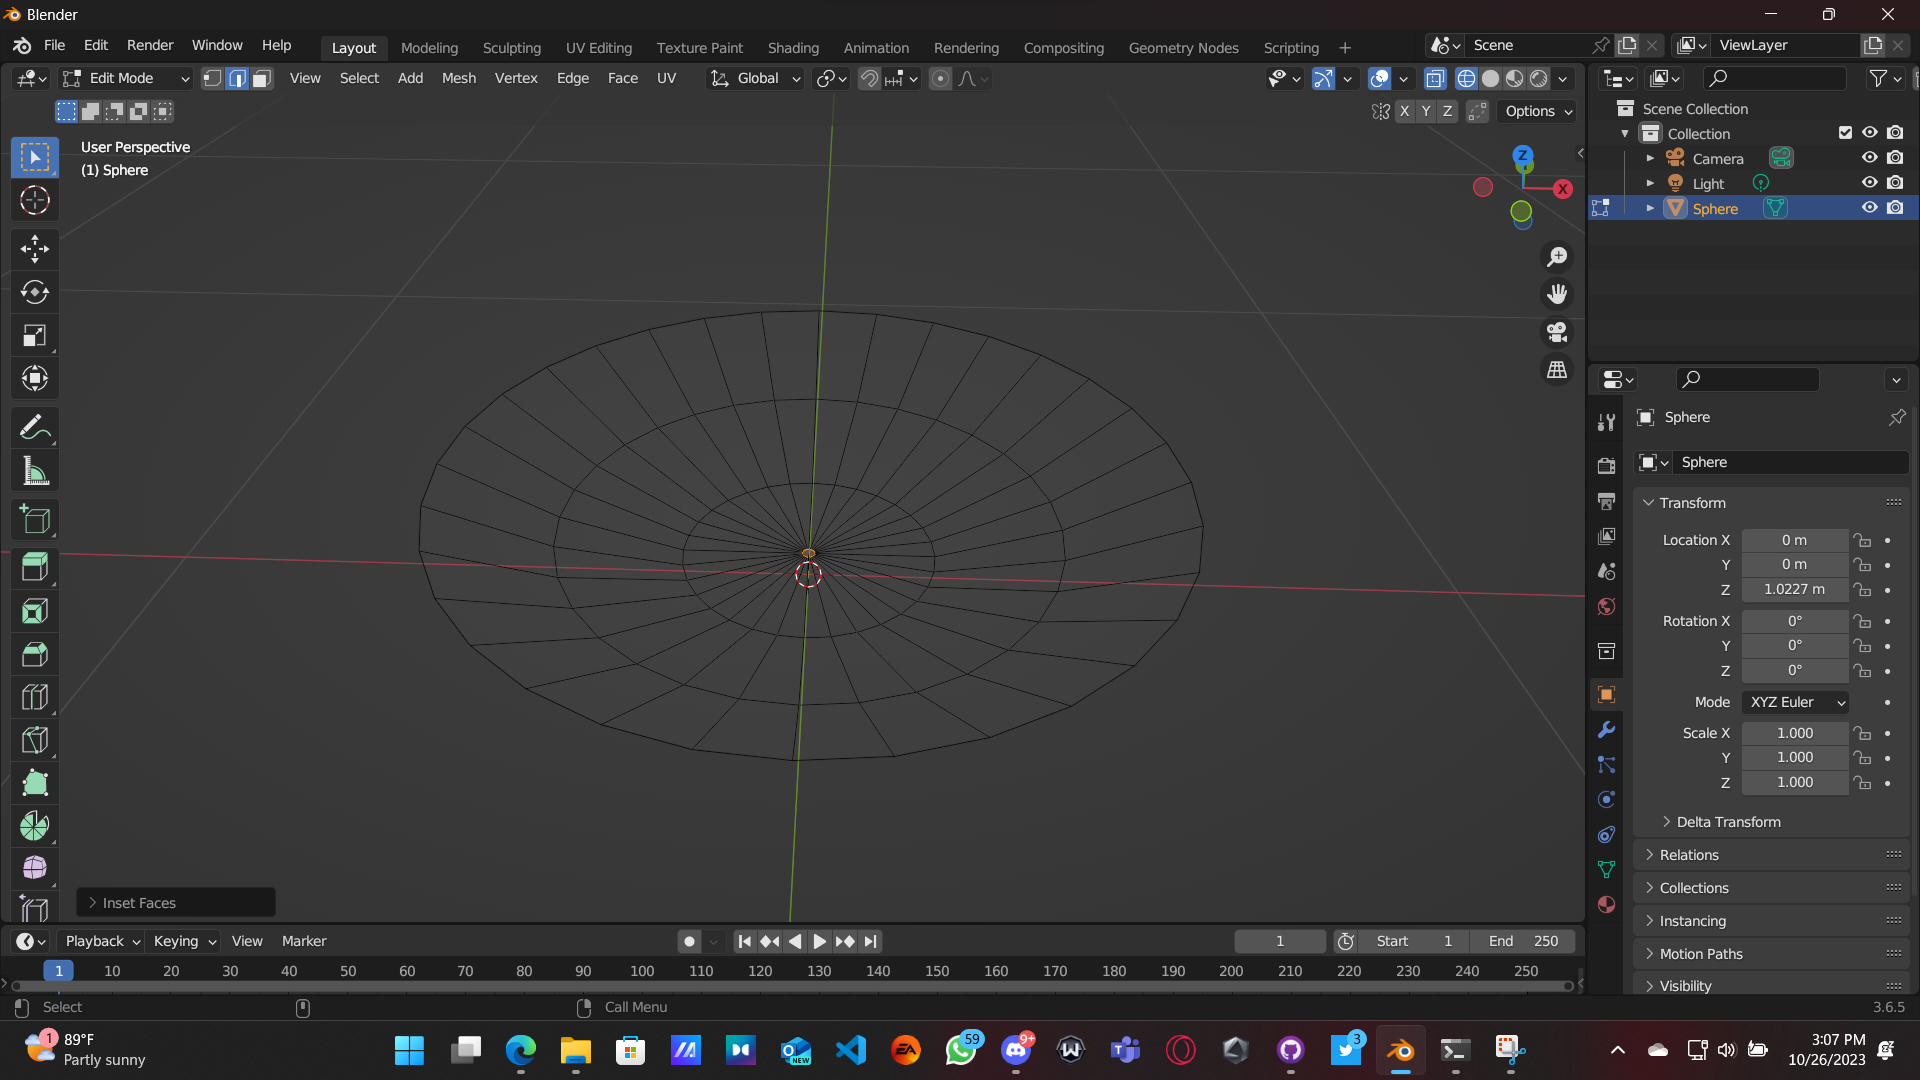 Blender
File Edit Render Window Help
Layout Modeling Sculpting UV Editing Texture Paint Shading Animation Rendering Compositing Geometry Nodes Scripting +
Scene
ViewLayer
Edit Mode
View Select Add Mesh Vertex Edge Face UV
Global
X Y Z
Options
User Perspective
(1) Sphere
Z
X
Inset Faces
Scene Collection
Collection
Camera
Light
Sphere
Sphere
Sphere
Transform
Location X 0 m
Y 0 m
Z 1.0227 m
Rotation X 0°
Y 0°
Z 0°
Mode XYZ Euler
Scale X 1.000
Y 1.000
Z 1.000
Delta Transform
Relations
Collections
Instancing
Motion Paths
Visibility
Playback Keying View Marker
1
Start 1
End 250
1 10 20 30 40 50 60 70 80 90 100 110 120 130 140 150 160 170 180 190 200 210 220 230 240 250
Select
Call Menu
3.6.5
1
89°F
Partly sunny
NEW
EA
59
9+
3
3:07 PM
10/26/2023